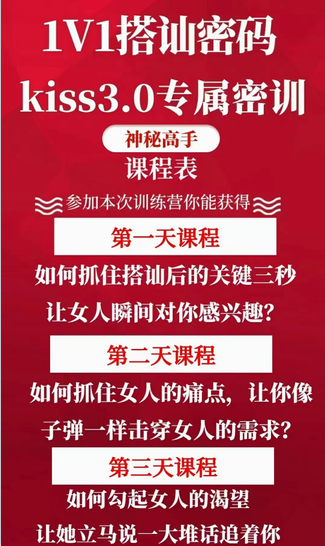 1V1搭讪密码
kiss3.0专属密训
神秘高手
课程表
参加本次训练营你能获得
第一天课程
如何抓住搭讪后的关键三秒
让女人瞬间对你感兴趣?
第二天课程
如何抓住女人的痛点，让你像
子弹一样击穿女人的需求?
第三天课程
如何勾起女人的渴望
让她立马说一大堆话追着你